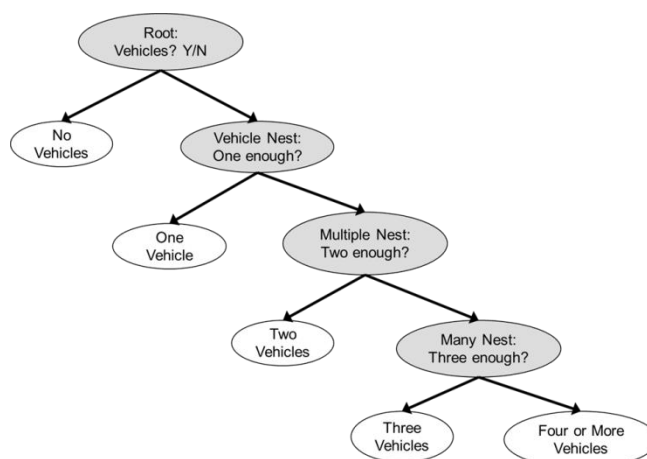 Root:
Vehicles? Y/N
No
Vehicles
Vehicle Nest:
One enough?
One
Vehicle
Multiple Nest:
Two enough?
Two
Vehicles
Many Nest:
Three enough?
Three
Vehicles
Four or More
Vehicles